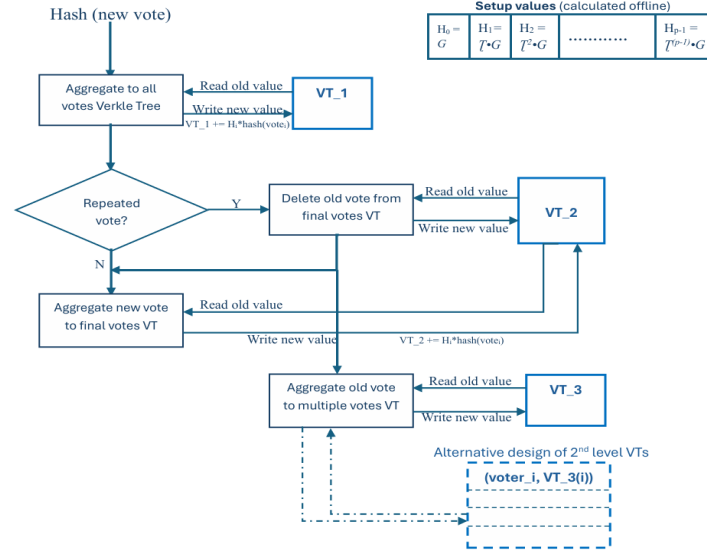 Hash (new vote)
Setup values (calculated offline)
H₀ =
G
H₁=
Ʈ•G
H₂ =
Ʈ²•G
............
Hₚ₋₁ =
Ʈ⁽ᵖ⁻¹⁾•G
Aggregate to all
votes Verkle Tree
Read old value
Write new value
VT_1 += Hᵢ*hash(voteᵢ)
VT_1
Repeated
vote?
Y
N
Delete old vote from
final votes VT
Read old value
Write new value
VT_2
Aggregate new vote
to final votes VT
Read old value
Write new value
VT_2 += Hᵢ*hash(voteᵢ)
Aggregate old vote
to multiple votes VT
Read old value
Write new value
VT_3
Alternative design of 2ⁿᵈ level VTs
(voter_i, VT_3(i))